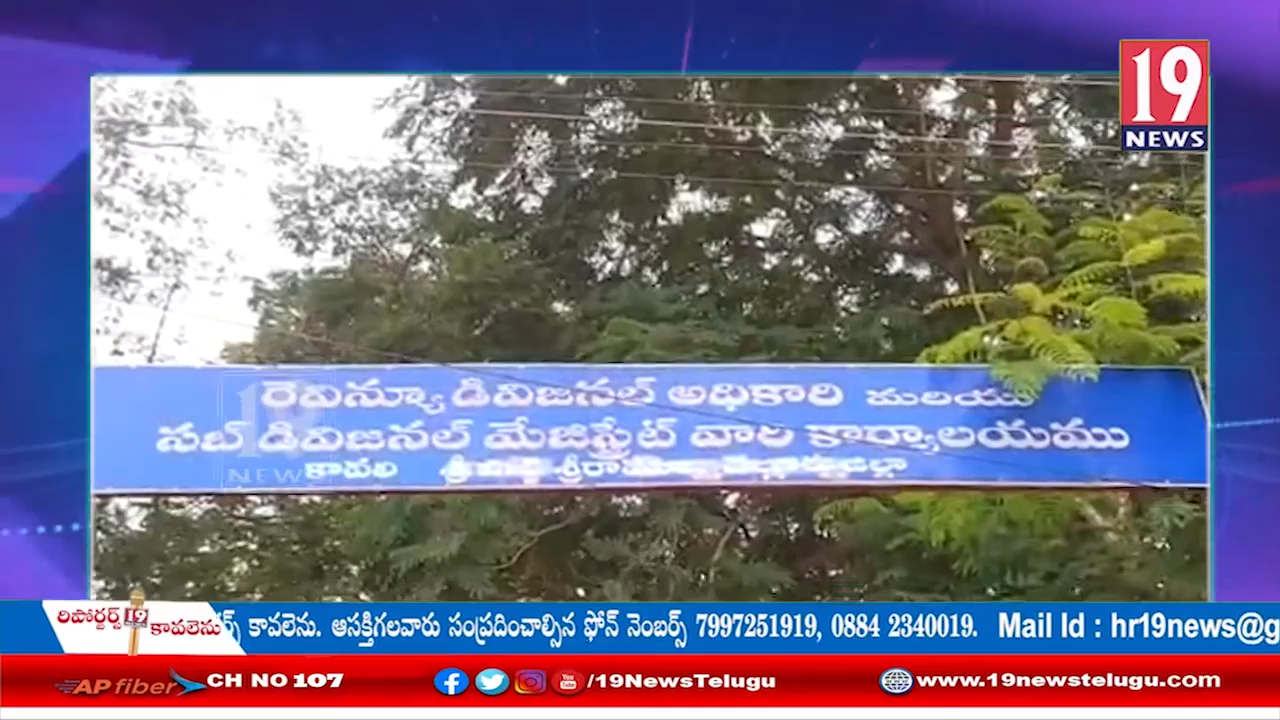 19
NEWS
రెవిన్యూ డివిజనల్ అధికారి మరియు
సబ్ డివిజనల్ మేజిస్ట్రేట్ వారి కార్యాలయము
కావలి
రిపోర్టర్స్ 19 కావలెను
కావలెను. ఆసక్తిగలవారు సంప్రదించాల్సిన ఫోన్ నెంబర్స్ 7997251919, 0884 2340019. Mail Id : hr19news@g
AP fiber CH NO 107 /19NewsTelugu www.19newstelugu.com